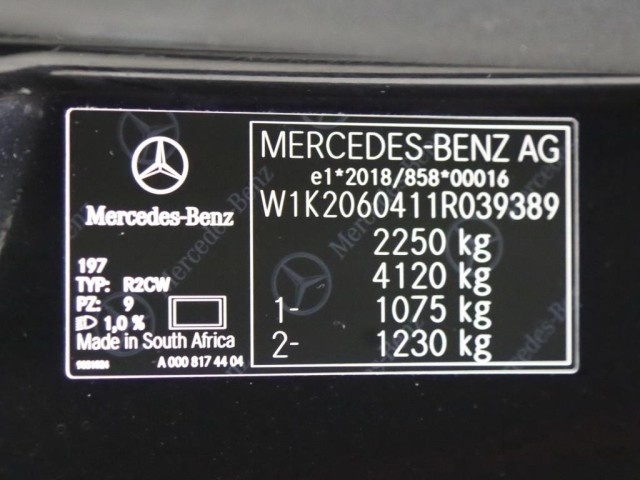 Mercedes-Benz
197
TYP: R2CW
PZ: 9
1,0 %
Made in South Africa
A 000 817 44 04
MERCEDES-BENZ AG
e1*2018/858*00016
W1K2060411R039389
2250 kg
4120 kg
1- 1075 kg
2- 1230 kg